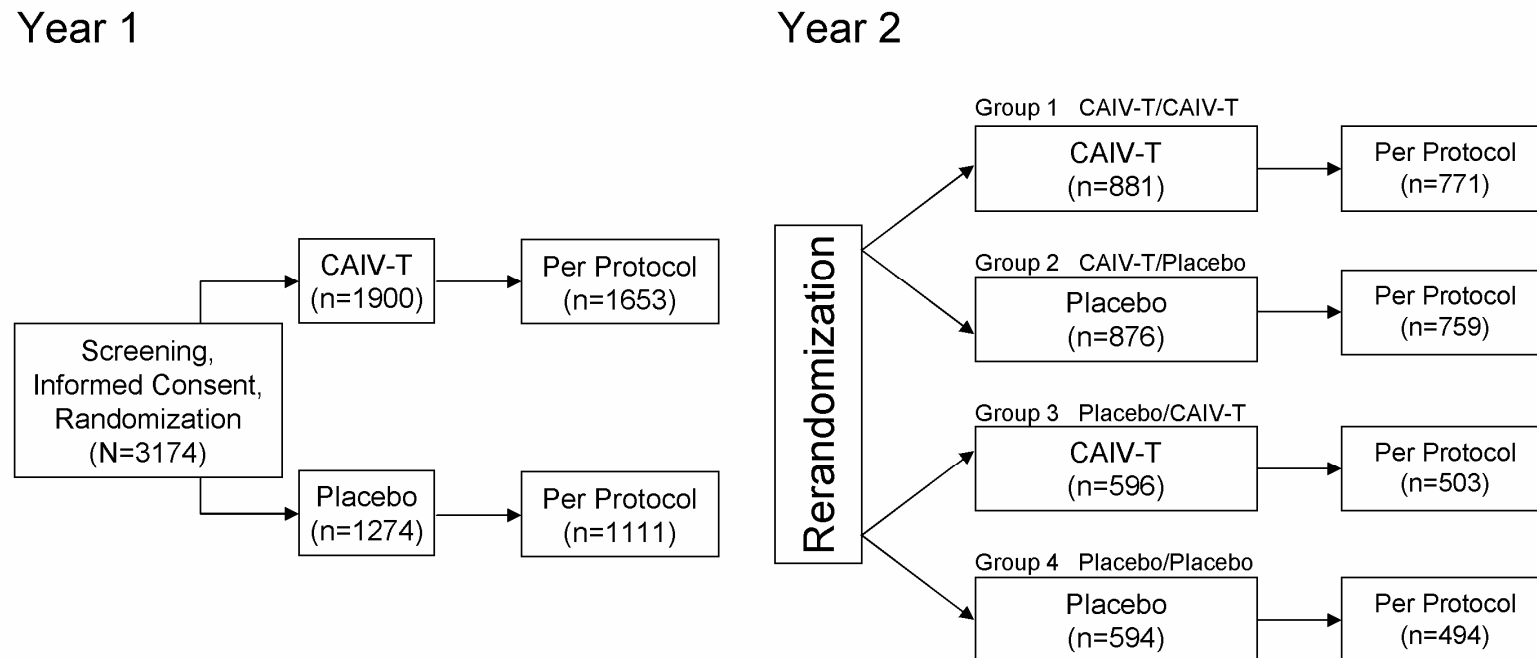 Year 1
Screening,
Informed Consent,
Randomization
(N=3174)
CAIV-T
(n=1900)
Per Protocol
(n=1653)
Placebo
(n=1274)
Per Protocol
(n=1111)
Year 2
Rerandomization
Group 1 CAIV-T/CAIV-T
CAIV-T
(n=881)
Per Protocol
(n=771)
Group 2 CAIV-T/Placebo
Placebo
(n=876)
Per Protocol
(n=759)
Group 3 Placebo/CAIV-T
CAIV-T
(n=596)
Per Protocol
(n=503)
Group 4 Placebo/Placebo
Placebo
(n=594)
Per Protocol
(n=494)